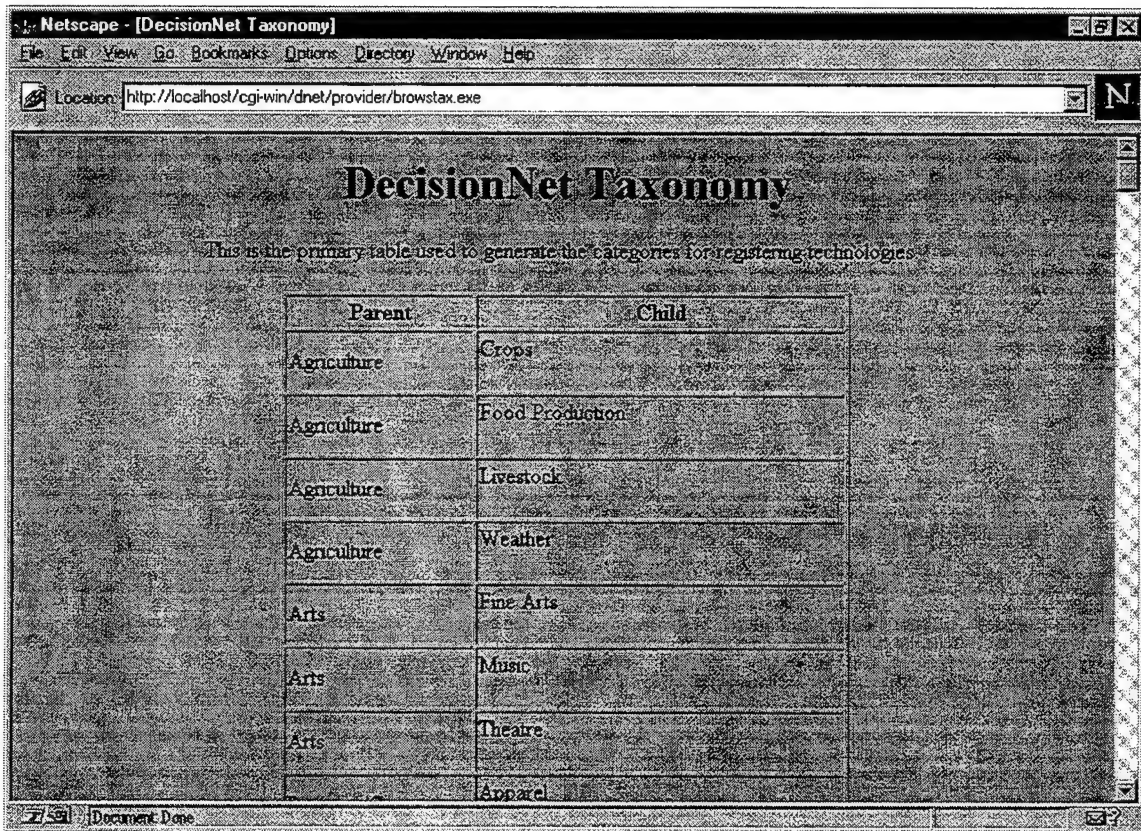 Netscape - [DecisionNet Taxonomy]
File Edit View Go Bookmarks Options Directory Window Help
Location: http://localhost/cgi-win/dnet/provider/browstax.exe
N
DecisionNet Taxonomy
This is the primary table used to generate the categories for registering technologies
Parent Child
Agriculture Crops
Agriculture Food Production
Agriculture Livestock
Agriculture Weather
Arts Fine Arts
Arts Music
Arts Theatre
Apparel
Document: Done
?